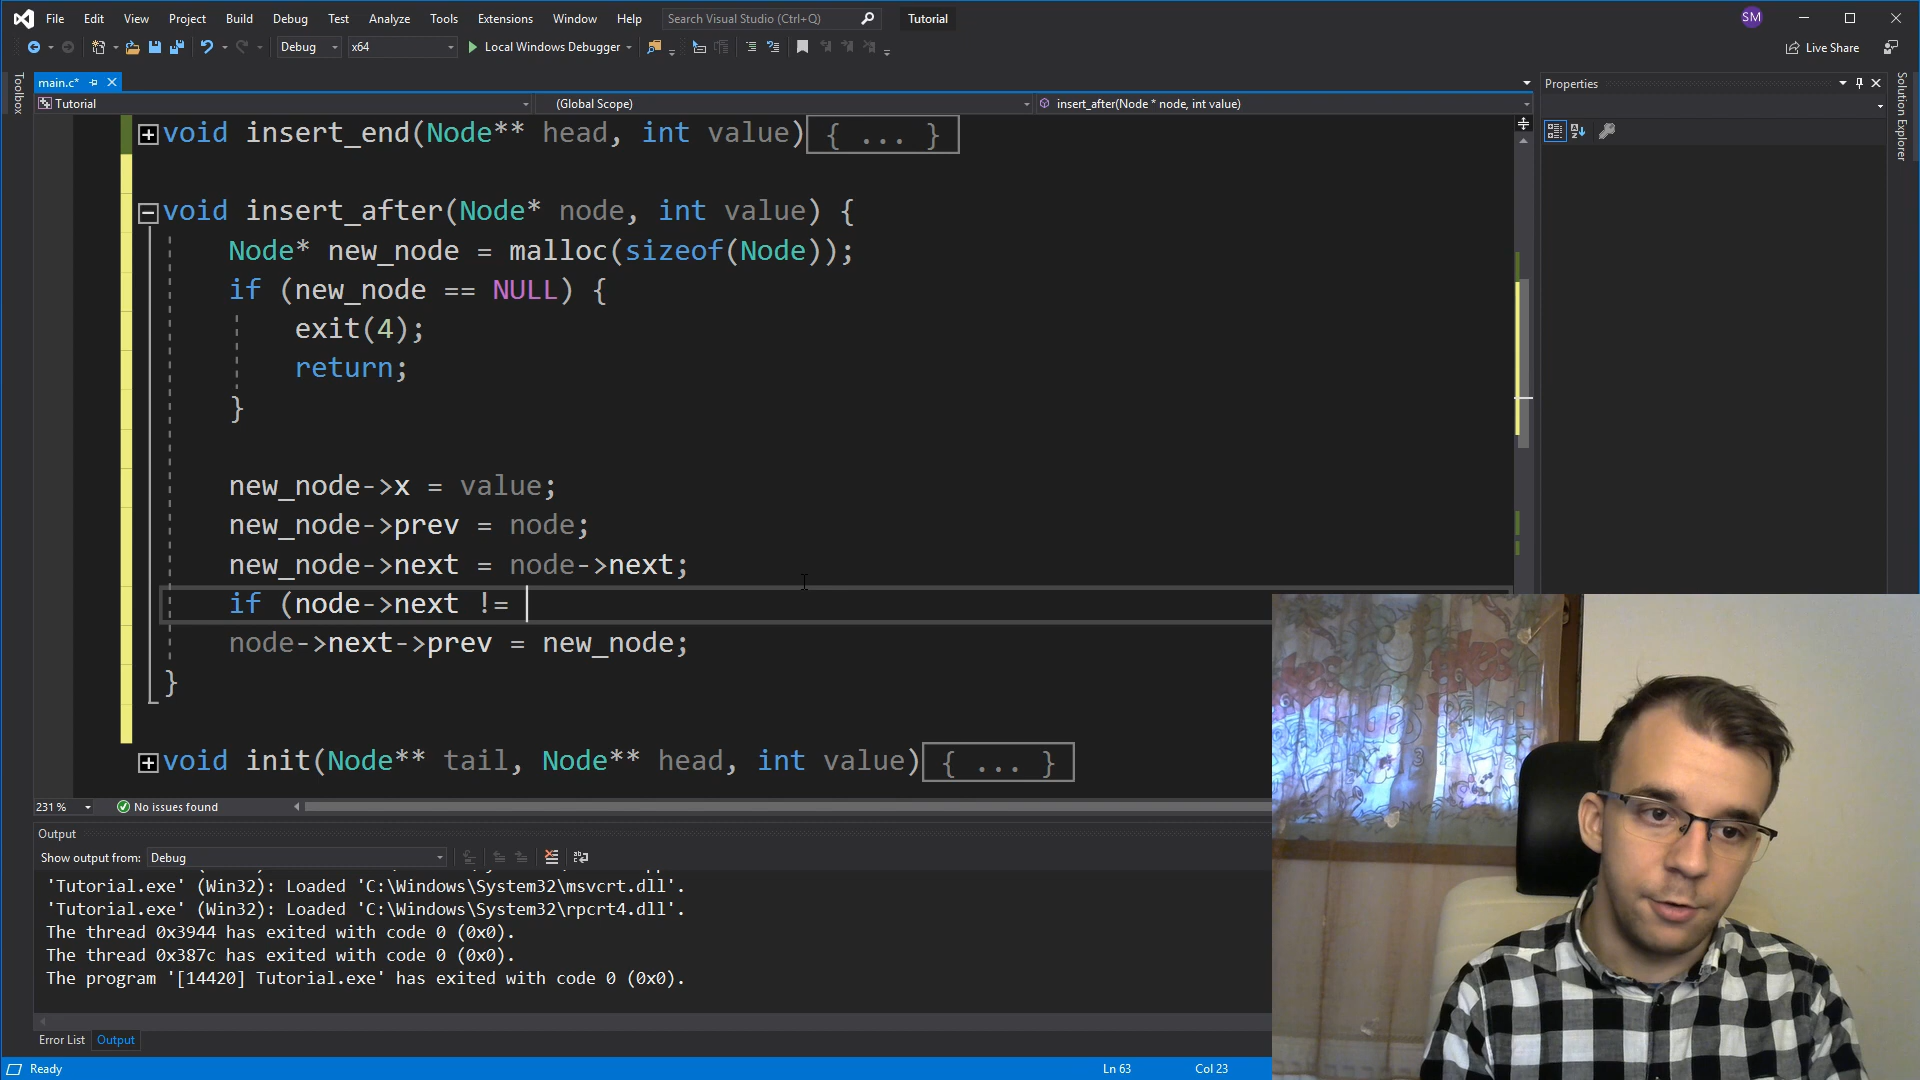 File Edit View Project Build Debug Test Analyze Tools Extensions Window Help Search Visual Studio (Ctrl+Q) Tutorial SM
Debug x64 Local Windows Debugger Live Share
Toolbox
main.c*
Tutorial (Global Scope) insert_after(Node * node, int value)
void insert_end(Node** head, int value) { ... }
void insert_after(Node* node, int value) {
Node* new_node = malloc(sizeof(Node));
if (new_node == NULL) {
exit(4);
return;
}
new_node->x = value;
new_node->prev = node;
new_node->next = node->next;
if (node->next !=
node->next->prev = new_node;
}
void init(Node** tail, Node** head, int value) { ... }
231 % No issues found
Properties
Solution Explorer
Output
Show output from: Debug
'Tutorial.exe' (Win32): Loaded 'C:\Windows\System32\msvcrt.dll'.
'Tutorial.exe' (Win32): Loaded 'C:\Windows\System32\rpcrt4.dll'.
The thread 0x3944 has exited with code 0 (0x0).
The thread 0x387c has exited with code 0 (0x0).
The program '[14420] Tutorial.exe' has exited with code 0 (0x0).
Error List Output
Ready Ln 63 Col 23